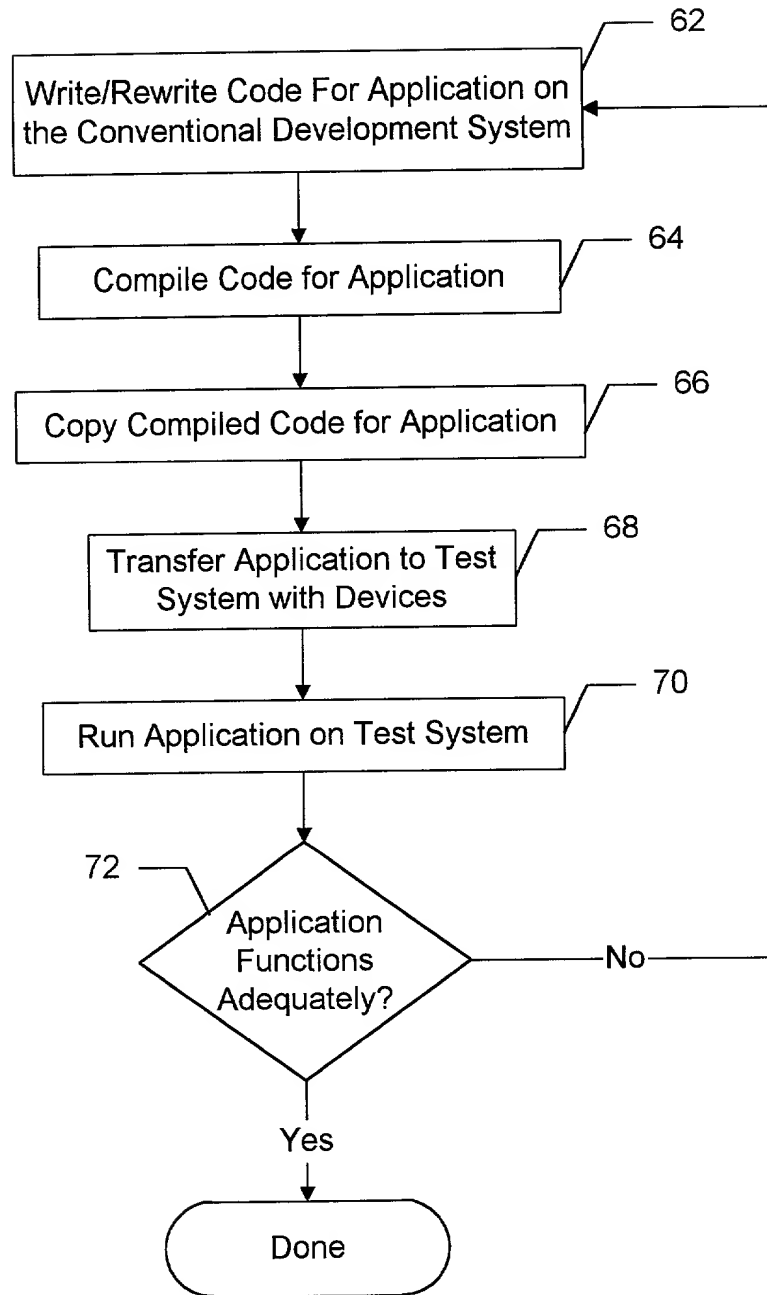 62
Write/Rewrite Code For Application on
the Conventional Development System
64
Compile Code for Application
66
Copy Compiled Code for Application
68
Transfer Application to Test
System with Devices
70
Run Application on Test System
72
Application
Functions
Adequately?
No
Yes
Done